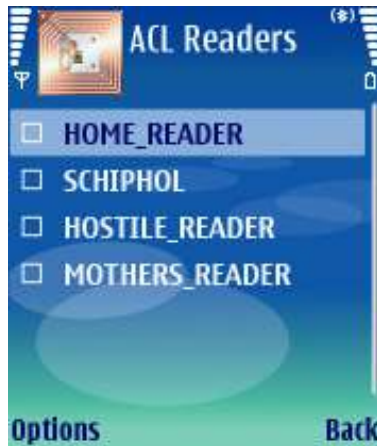 ACL Readers
HOME_READER
SCHIPHOL
HOSTILE_READER
MOTHERS_READER
Options Back